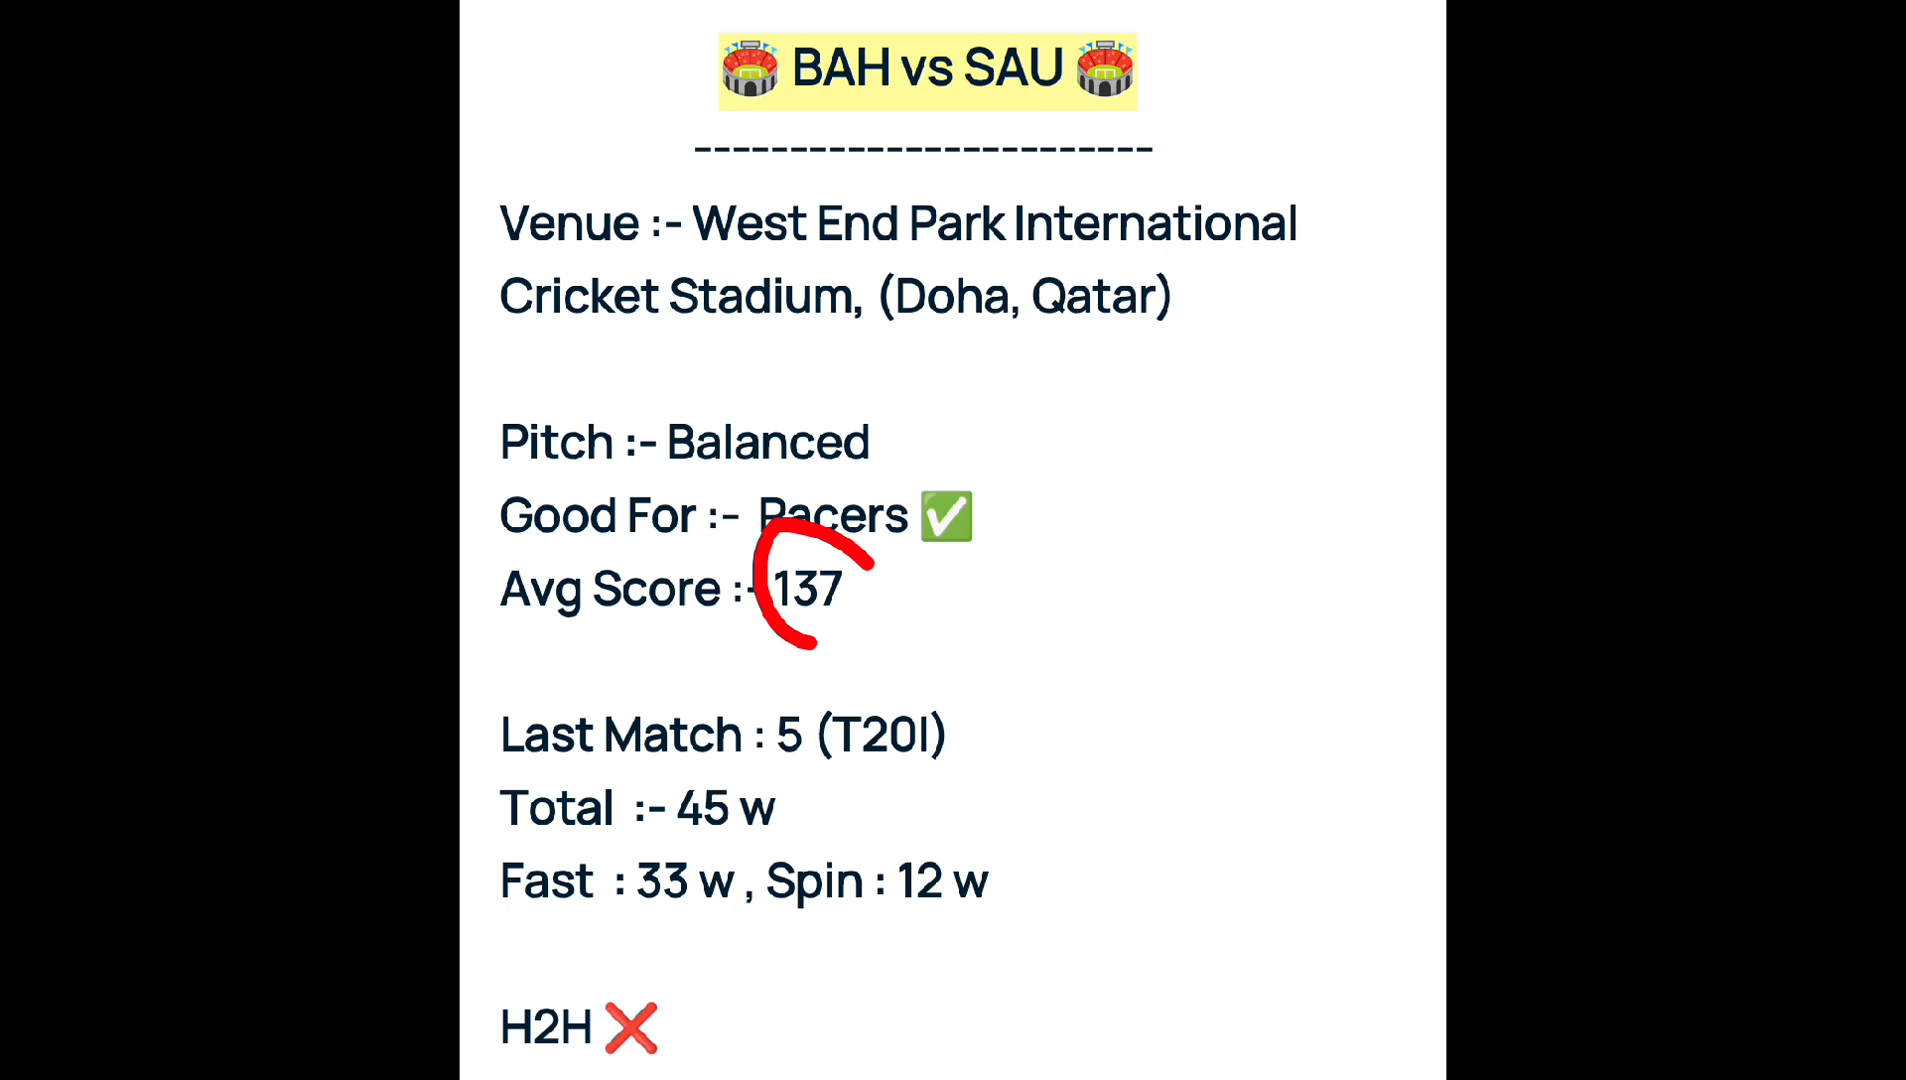 🏟️ BAH vs SAU 🏟️
------------------------
Venue :- West End Park International
Cricket Stadium, (Doha, Qatar)
Pitch :- Balanced
Good For :- Pacers ✅
Avg Score :- 137
Last Match : 5 (T20I)
Total :- 45 w
Fast : 33 w , Spin : 12 w
H2H ❌